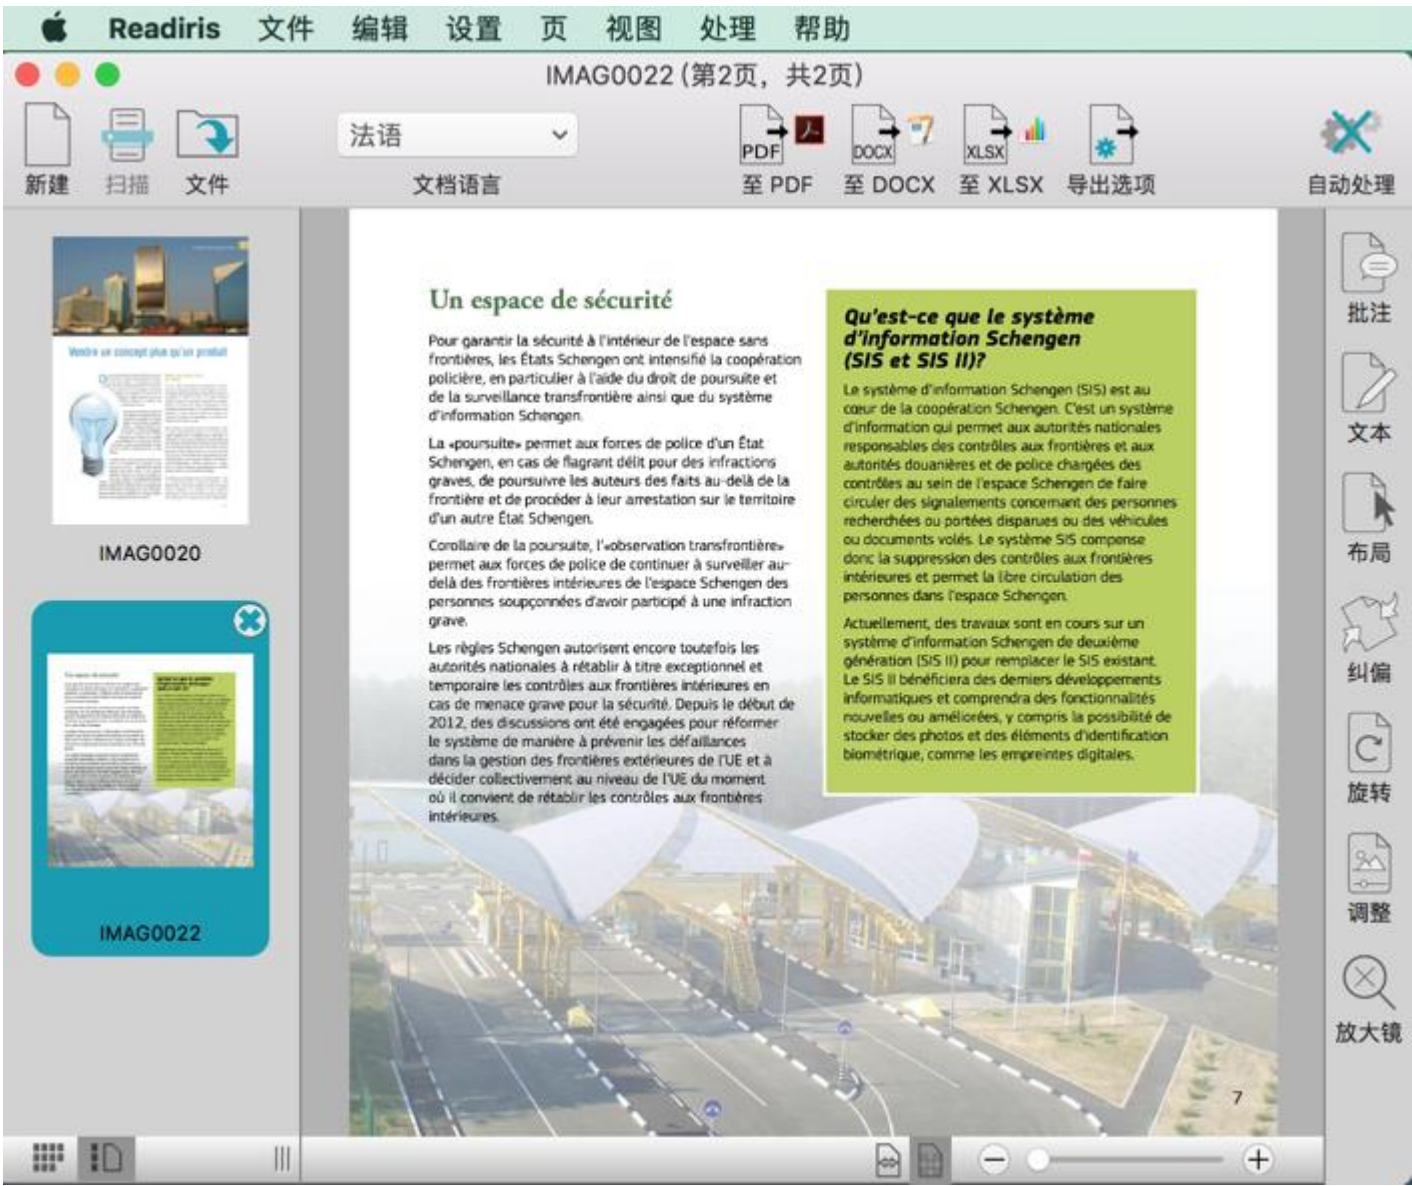 Readiris 文件 编辑 设置 页 视图 处理 帮助
IMAG0022 (第2页，共2页)
法语
PDF
DOCX
XLSX
新建 扫描 文件 文档语言 至 PDF 至 DOCX 至 XLSX 导出选项 自动处理
Vendre un concept plus qu'un produit
IMAG0020
IMAG0022
Un espace de sécurité
Pour garantir la sécurité à l'intérieur de l'espace sans
frontières, les États Schengen ont intensifié la coopération
policière, en particulier à l'aide du droit de poursuite et
de la surveillance transfrontière ainsi que du système
d'information Schengen.
La «poursuite» permet aux forces de police d'un État
Schengen, en cas de flagrant délit pour des infractions
graves, de poursuivre les auteurs des faits au-delà de la
frontière et de procéder à leur arrestation sur le territoire
d'un autre État Schengen.
Corollaire de la poursuite, l'«observation transfrontière»
permet aux forces de police de continuer à surveiller au-
delà des frontières intérieures de l'espace Schengen des
personnes soupçonnées d'avoir participé à une infraction
grave.
Les règles Schengen autorisent encore toutefois les
autorités nationales à rétablir à titre exceptionnel et
temporaire les contrôles aux frontières intérieures en
cas de menace grave pour la sécurité. Depuis le début de
2012, des discussions ont été engagées pour réformer
le système de manière à prévenir les défaillances
dans la gestion des frontières extérieures de l'UE et à
décider collectivement au niveau de l'UE du moment
où il convient de rétablir les contrôles aux frontières
intérieures.
Qu'est-ce que le système
d'information Schengen
(SIS et SIS II)?
Le système d'information Schengen (SIS) est au
cœur de la coopération Schengen. C'est un système
d'information qui permet aux autorités nationales
responsables des contrôles aux frontières et aux
autorités douanières et de police chargées des
contrôles au sein de l'espace Schengen de faire
circuler des signalements concernant des personnes
recherchées ou portées disparues ou des véhicules
ou documents volés. Le système SIS compense
donc la suppression des contrôles aux frontières
intérieures et permet la libre circulation des
personnes dans l'espace Schengen.
Actuellement, des travaux sont en cours sur un
système d'information Schengen de deuxième
génération (SIS II) pour remplacer le SIS existant.
Le SIS II bénéficiera des derniers développements
informatiques et comprendra des fonctionnalités
nouvelles ou améliorées, y compris la possibilité de
stocker des photos et des éléments d'identification
biométrique, comme les empreintes digitales.
7
批注
文本
布局
纠偏
旋转
调整
放大镜